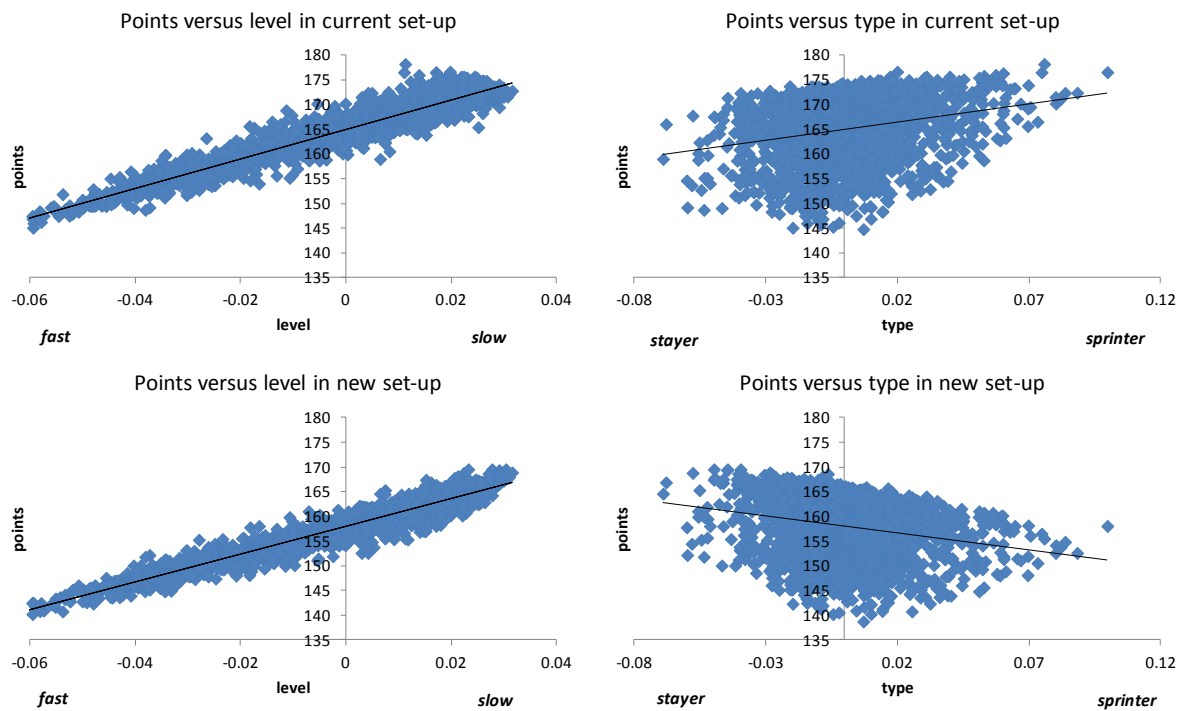 Points versus level in current set-up
180
175
170
165
160
155
150
145
140
135
points
-0.06 -0.04 -0.02 0 0.02 0.04
level
fast slow
Points versus type in current set-up
180
175
170
165
160
155
150
145
140
135
points
-0.08 -0.03 0.02 0.07 0.12
type
stayer sprinter
Points versus level in new set-up
180
175
170
165
160
155
150
145
140
135
points
-0.06 -0.04 -0.02 0 0.02 0.04
level
fast slow
Points versus type in new set-up
180
175
170
165
160
155
150
145
140
135
points
-0.08 -0.03 0.02 0.07 0.12
type
stayer sprinter